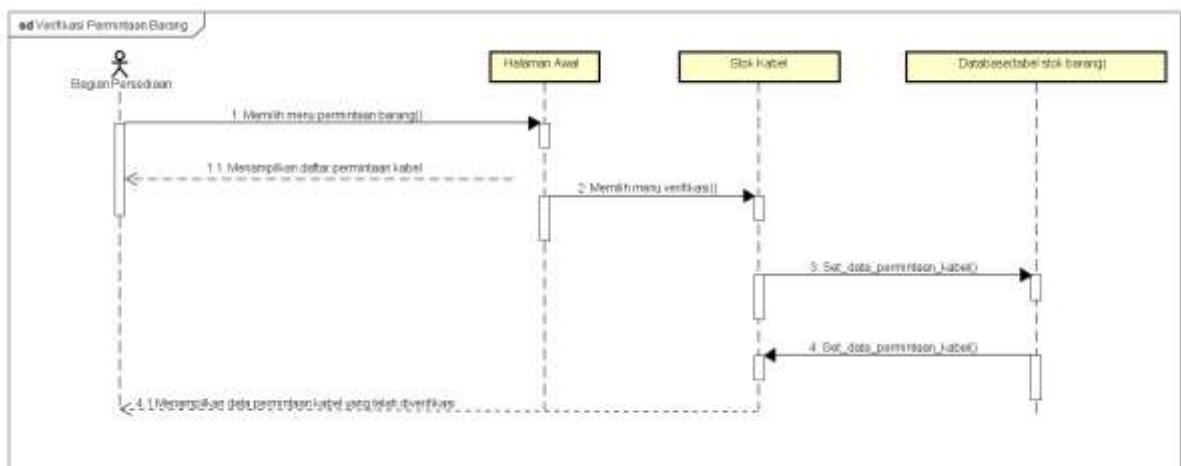 sd Verifikasi Permintaan Barang
Bagian Persediaan
Halaman Awal
Stok Kabel
Database(tabel stok barang)
1: Memilih menu permintaan barang()
1.1: Menampilkan daftar permintaan kabel
2: Memilih menu verifikasi()
3: Set_data_permintaan_kabel()
4: Get_data_permintaan_kabel()
4.1 Menampilkan data permintaan kabel yang telah diverifikasi